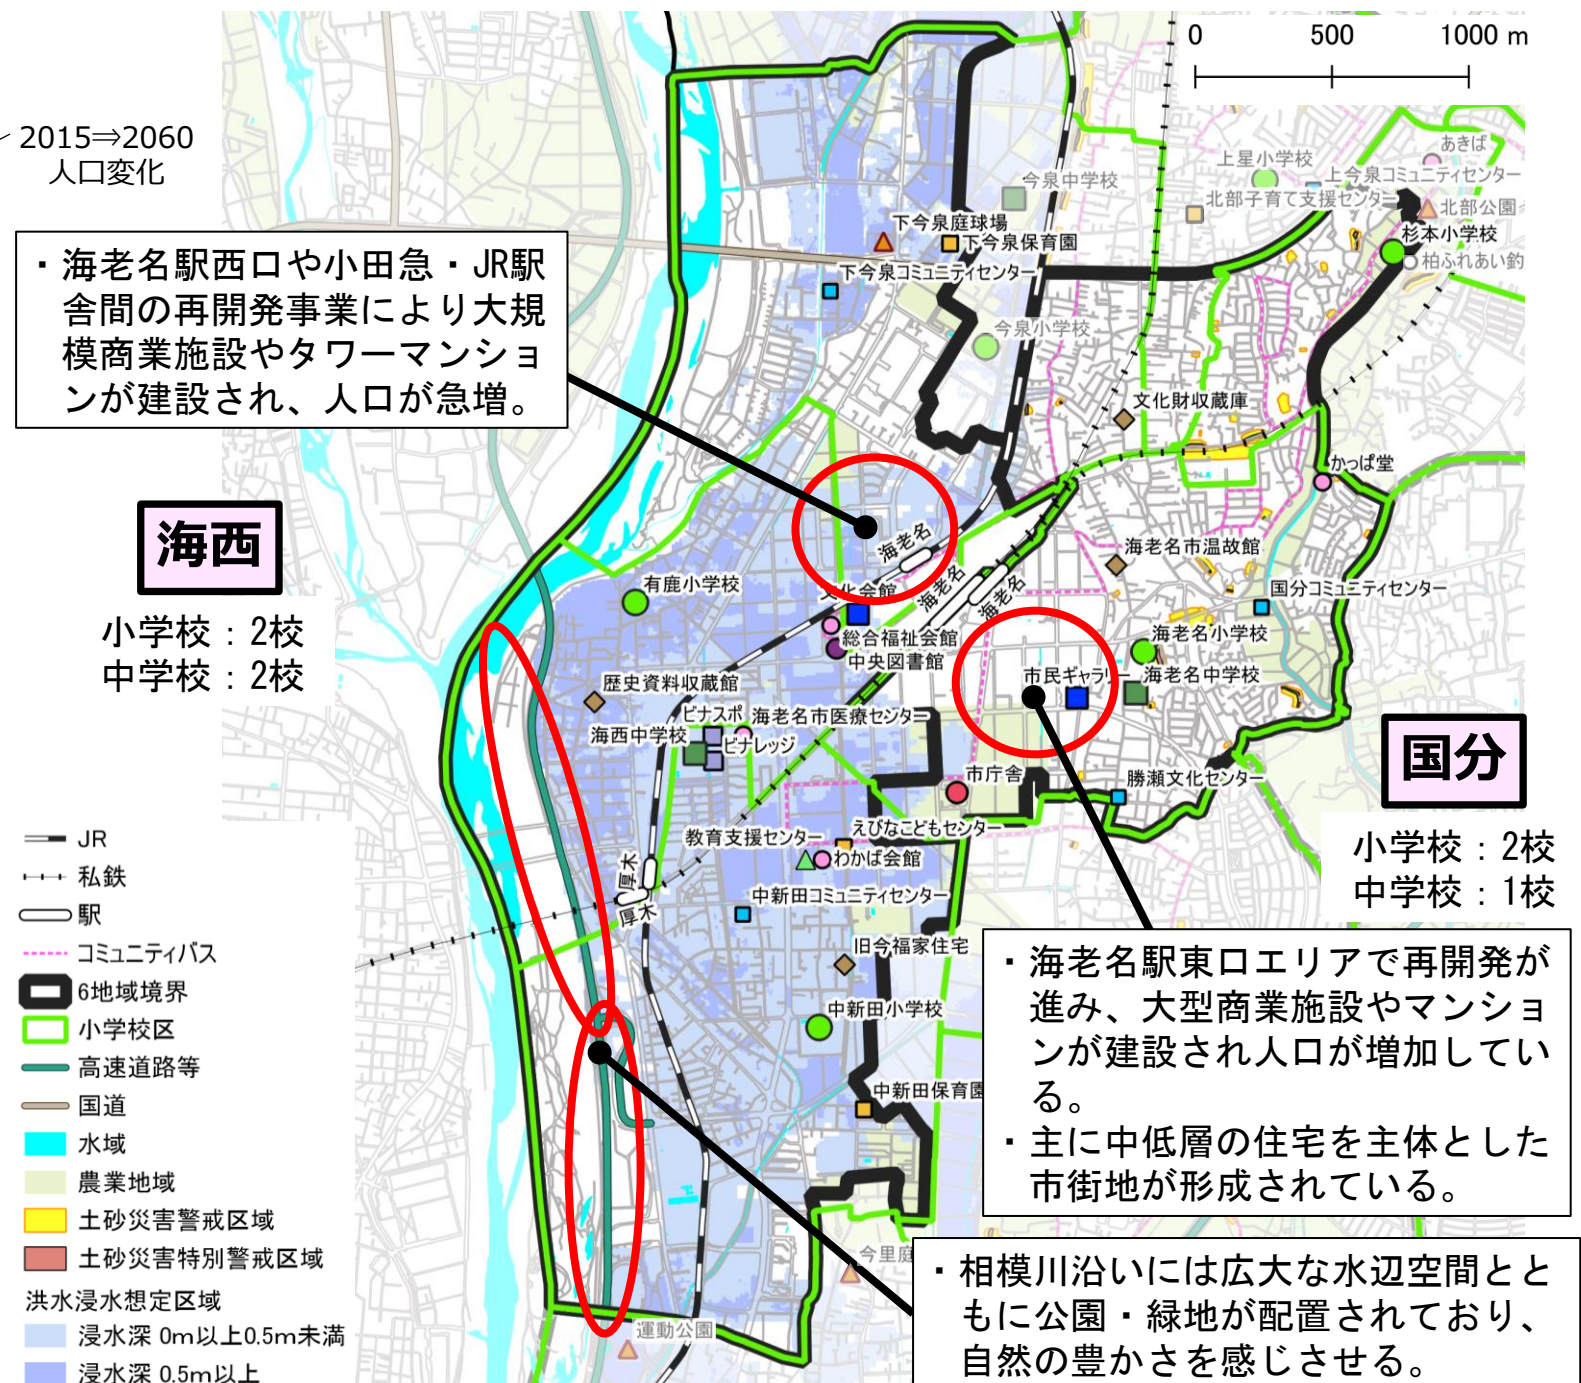 0 500 1000 m
2015⇒2060
人口変化
・海老名駅西口や小田急・JR駅
舎間の再開発事業により大規
模商業施設やタワーマンショ
ンが建設され、人口が急増。
海西
小学校：2校
中学校：2校
あきば
上星小学校
上今泉コミュニティセンター
今泉中学校
北部子育て支援センター
北部公園
下今泉庭球場
杉本小学校
下今泉保育園
柏ふれあい釣
下今泉コミュニティセンター
今泉小学校
文化財収蔵庫
かっぱ堂
海老名
海老名
海老名
海老名市温故館
有鹿小学校
文化会館
国分コミュニティセンター
総合福祉会館
海老名小学校
中央図書館
市民ギャラリー
海老名中学校
歴史資料収蔵館
ビナスポ
海老名市医療センター
海西中学校
ビナレッジ
国分
小学校：2校
中学校：1校
市庁舎
勝瀬文化センター
教育支援センター
えびなこどもセンター
わかば会館
厚木
厚木
中新田コミュニティセンター
旧今福家住宅
中新田小学校
中新田保育園
今里庭
運動公園
JR
私鉄
駅
コミュニティバス
6地域境界
小学校区
高速道路等
国道
水域
農業地域
土砂災害警戒区域
土砂災害特別警戒区域
洪水浸水想定区域
浸水深 0m以上0.5m未満
浸水深 0.5m以上
・海老名駅東口エリアで再開発が
進み、大型商業施設やマンショ
ンが建設され人口が増加してい
る。
・主に中低層の住宅を主体とした
市街地が形成されている。
・相模川沿いには広大な水辺空間とと
もに公園・緑地が配置されており、
自然の豊かさを感じさせる。